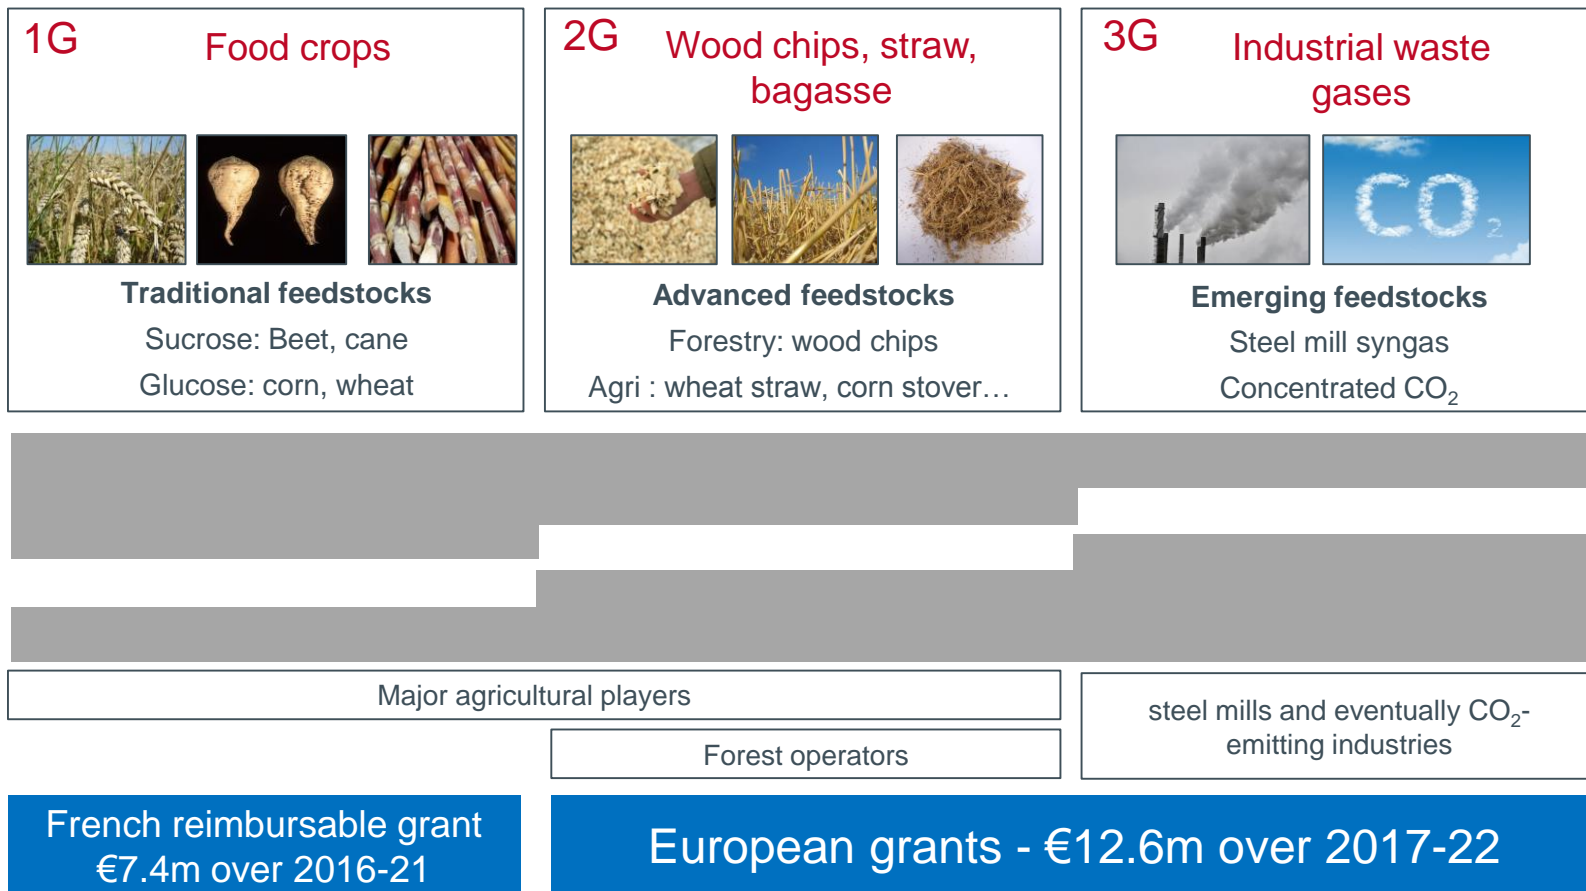 1G
Food crops
Traditional feedstocks
Sucrose: Beet, cane
Glucose: corn, wheat
2G
Wood chips, straw,
bagasse
Advanced feedstocks
Forestry: wood chips
Agri : wheat straw, corn stover…
3G
Industrial waste
gases
CO2
Emerging feedstocks
Steel mill syngas
Concentrated CO2
Major agricultural players
Forest operators
steel mills and eventually CO2-
emitting industries
French reimbursable grant
€7.4m over 2016-21
European grants - €12.6m over 2017-22